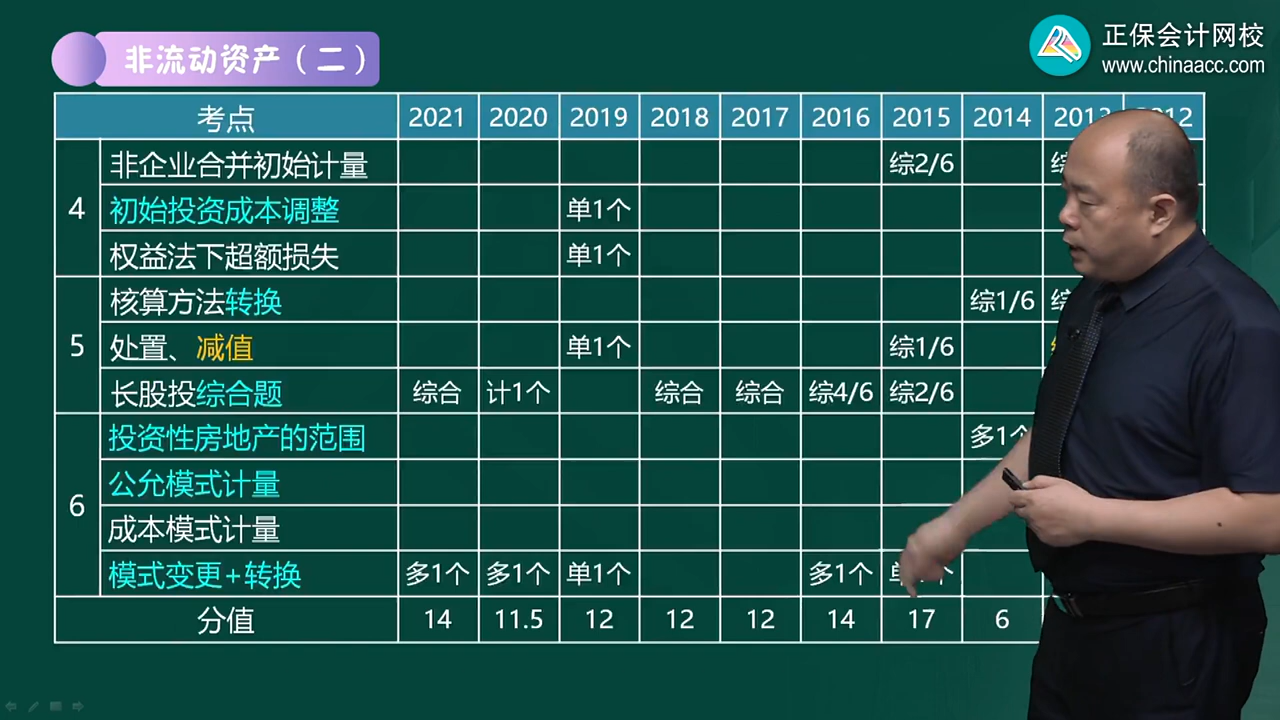 正保会计网校
www.chinaacc.com
非流动资产（二）
考点 2021 2020 2019 2018 2017 2016 2015 2014
4
非企业合并初始计量 综2/6
初始投资成本调整 单1个
权益法下超额损失 单1个
5
核算方法转换 综1/6
处置、减值 单1个 综1/6
长股投综合题 综合 计1个 综合 综合 综4/6 综2/6
6
投资性房地产的范围 多1个
公允模式计量
成本模式计量
模式变更+转换 多1个 多1个 单1个 多1个
分值 14 11.5 12 12 12 14 17 6